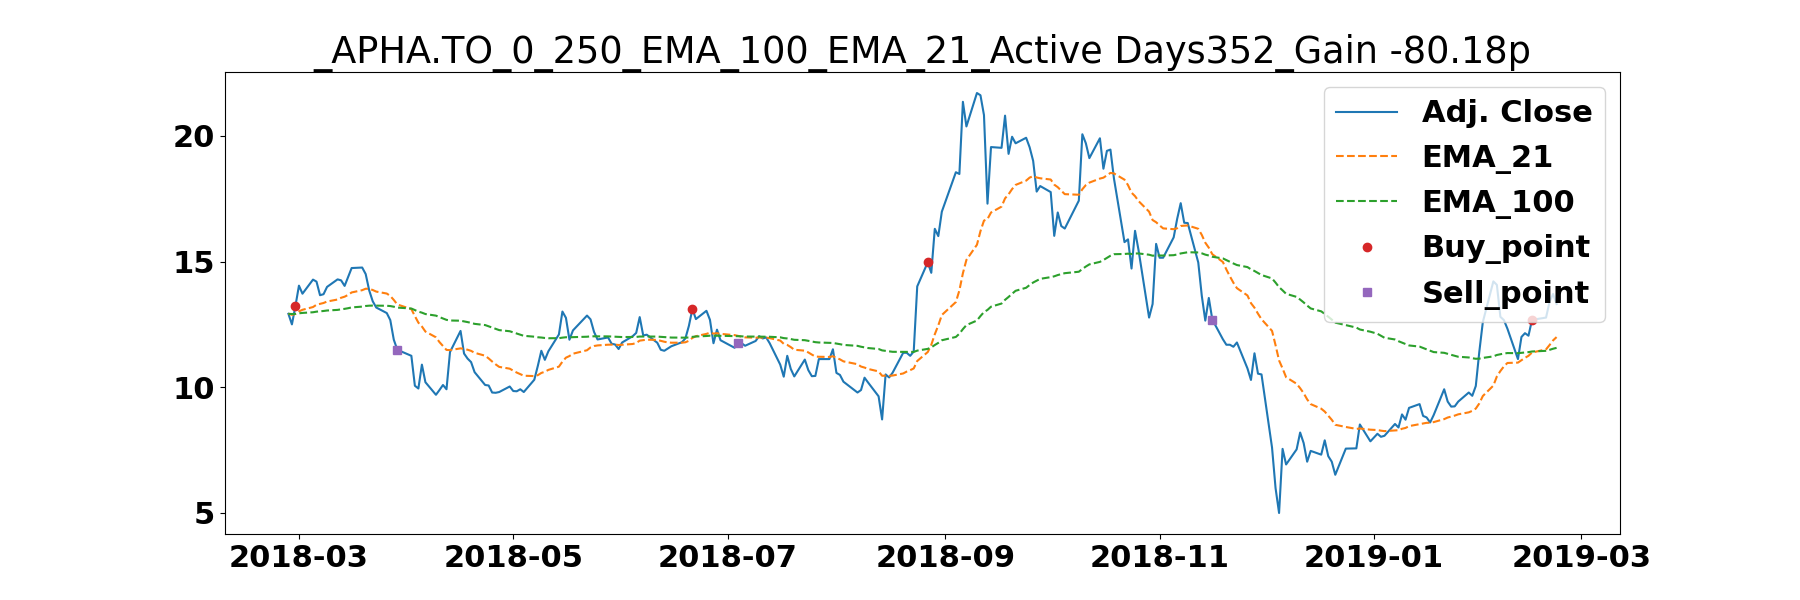 _APHA.TO_0_250_EMA_100_EMA_21_Active Days352_Gain -80.18p
Adj. Close
EMA_21
EMA_100
Buy_point
Sell_point
20
15
10
5
2018-03 2018-05 2018-07 2018-09 2018-11 2019-01 2019-03